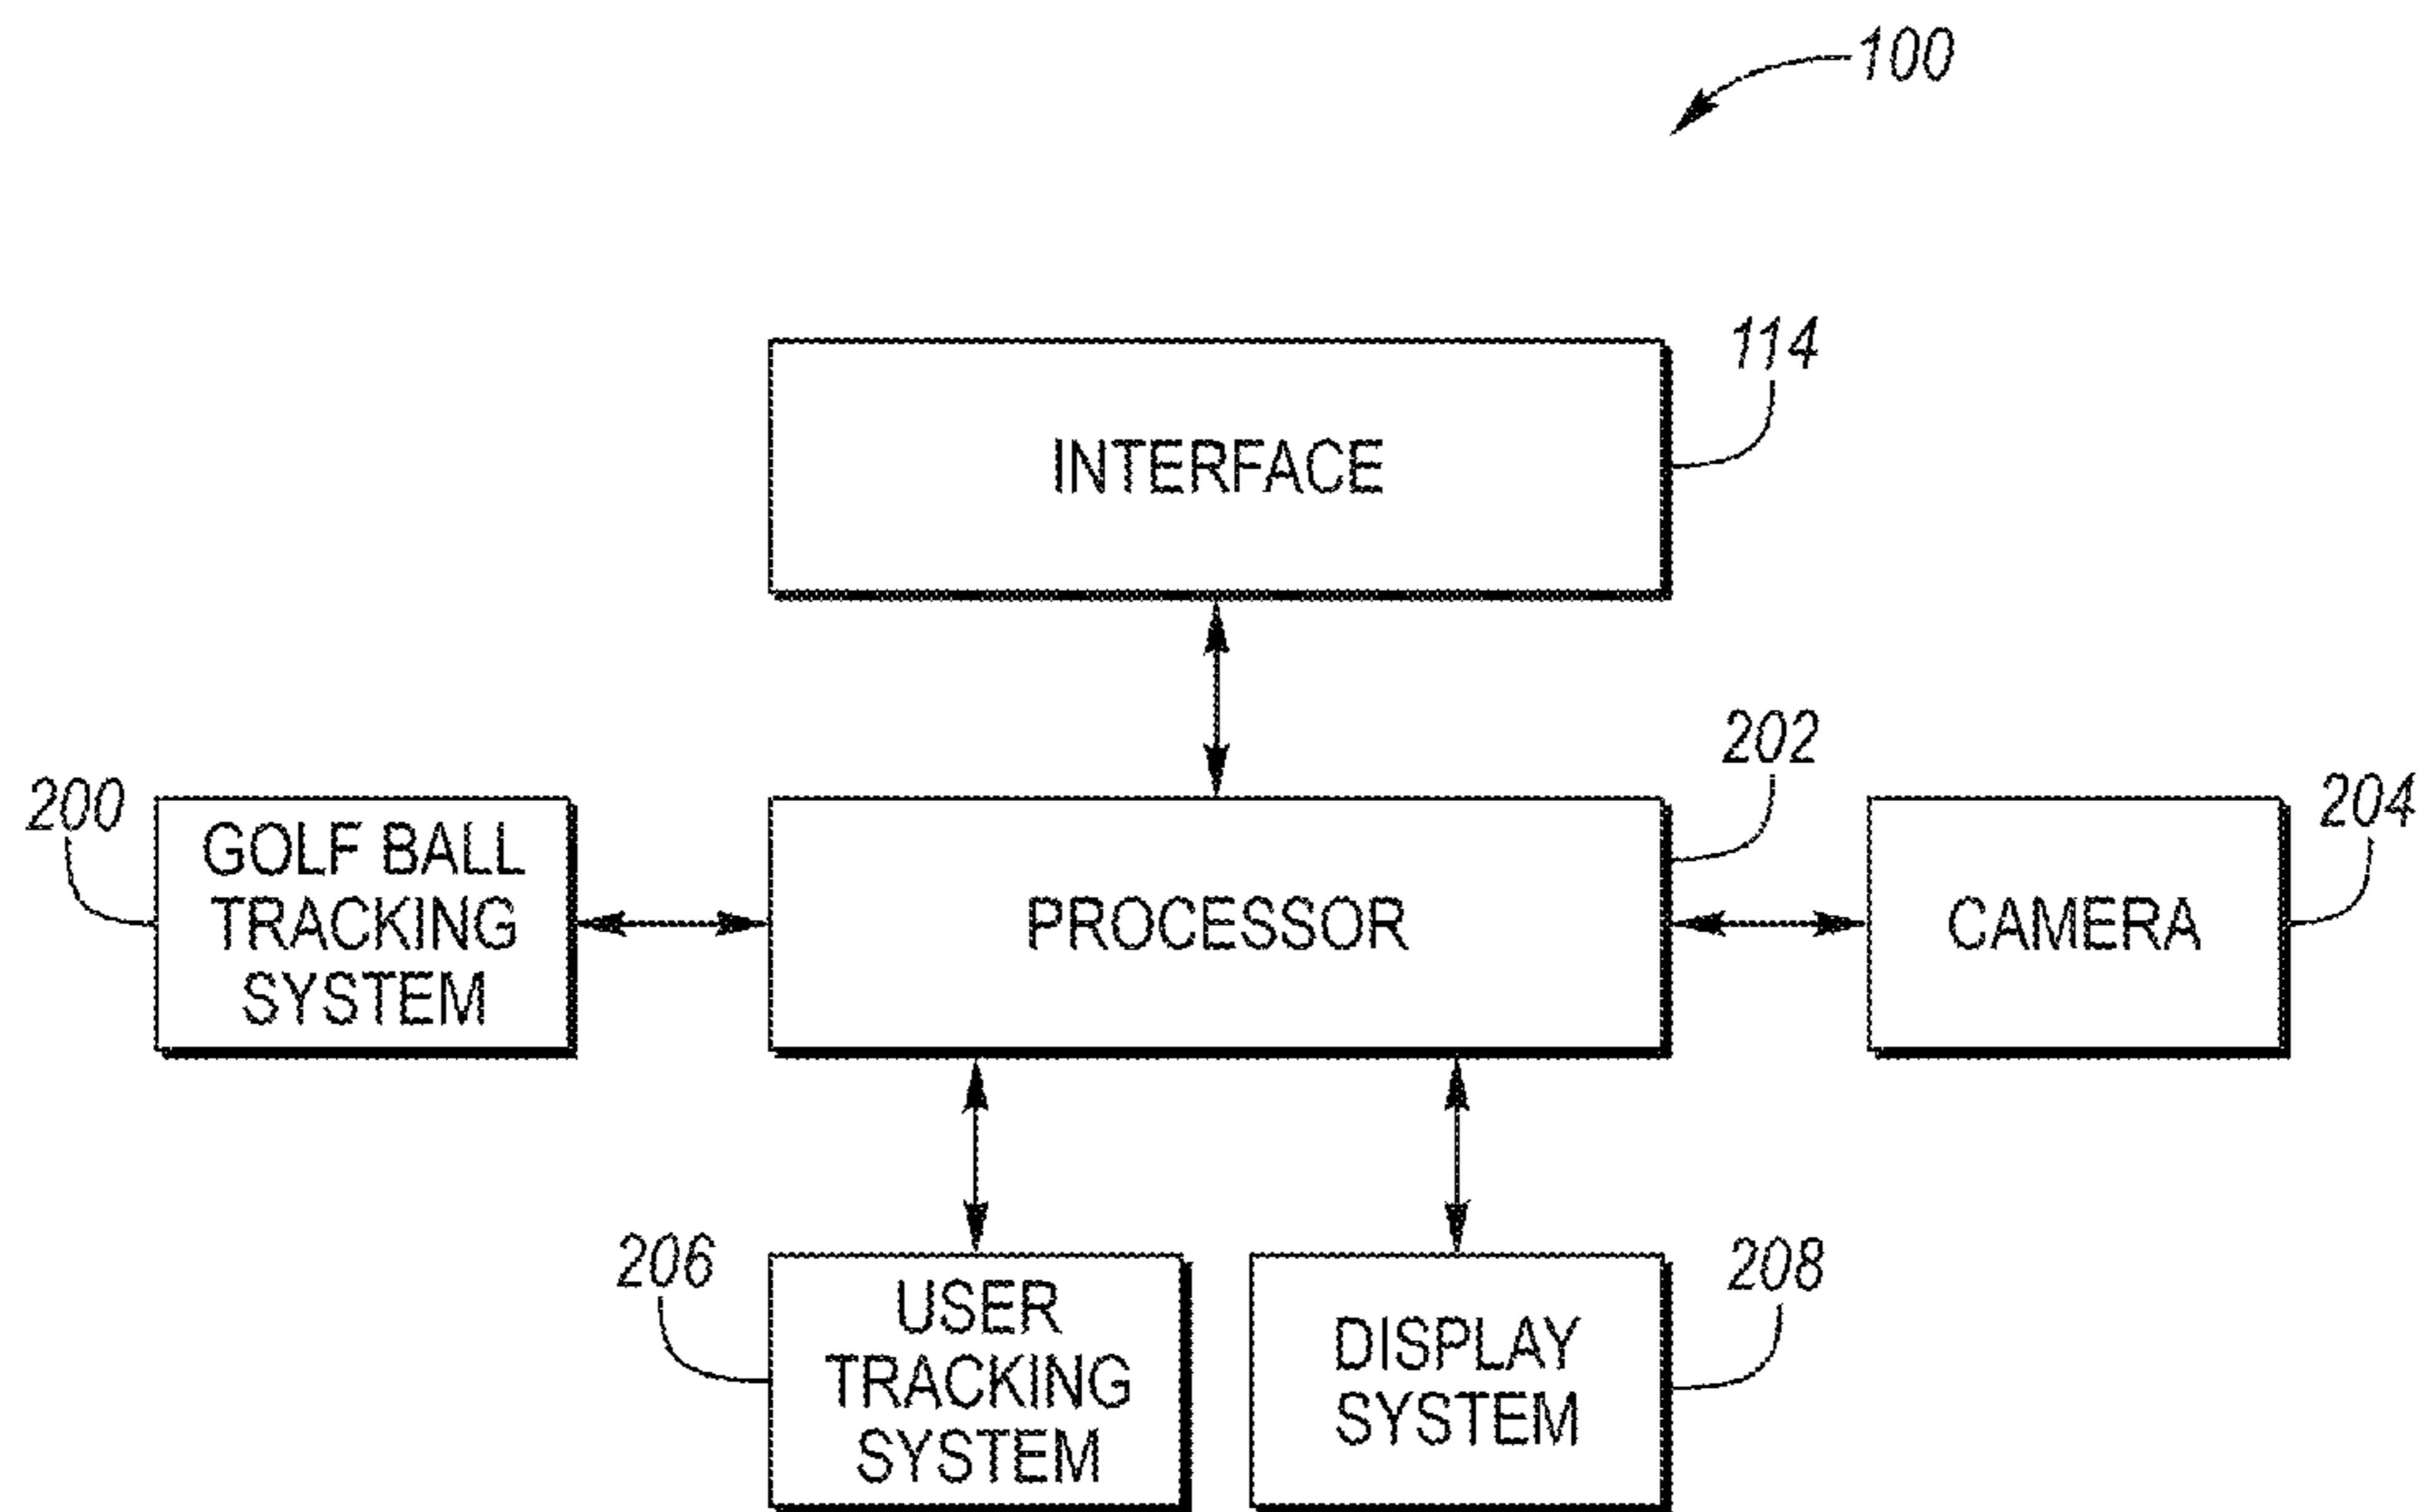 100
114
INTERFACE
202
200
204
GOLF BALL
TRACKING
SYSTEM
PROCESSOR
CAMERA
206
208
USER
TRACKING
SYSTEM
DISPLAY
SYSTEM